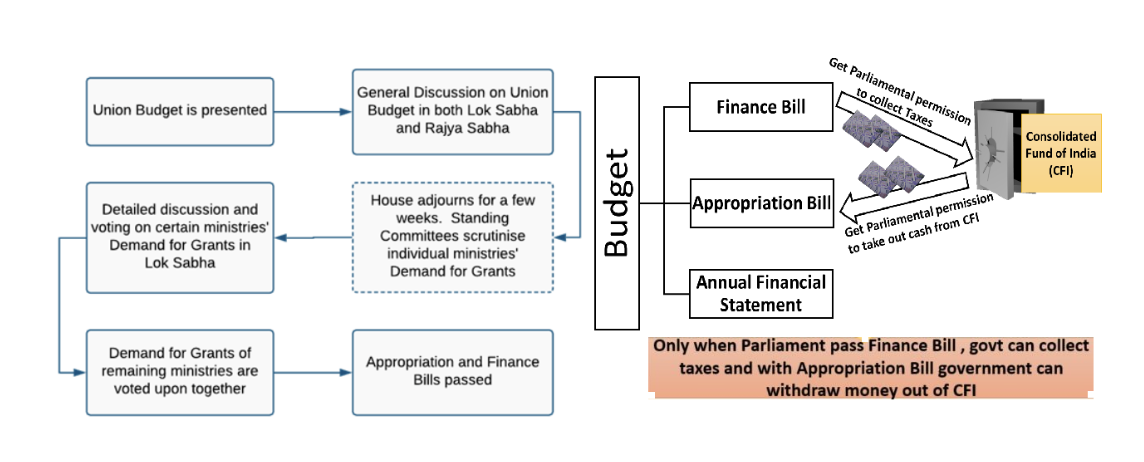 Union Budget is presented
General Discussion on Union
Budget in both Lok Sabha
and Rajya Sabha
House adjourns for a few
weeks. Standing
Committees scrutinise
individual ministries'
Demand for Grants
Detailed discussion and
voting on certain ministries'
Demand for Grants in
Lok Sabha
Demand for Grants of
remaining ministries are
voted upon together
Appropriation and Finance
Bills passed
Budget
Finance Bill
Appropriation Bill
Annual Financial
Statement
Get Parliamental permission
to collect Taxes
Consolidated
Fund of India
(CFI)
Get Parliamental permission
to take out cash from CFI
Only when Parliament pass Finance Bill , govt can collect
taxes and with Appropriation Bill government can
withdraw money out of CFI